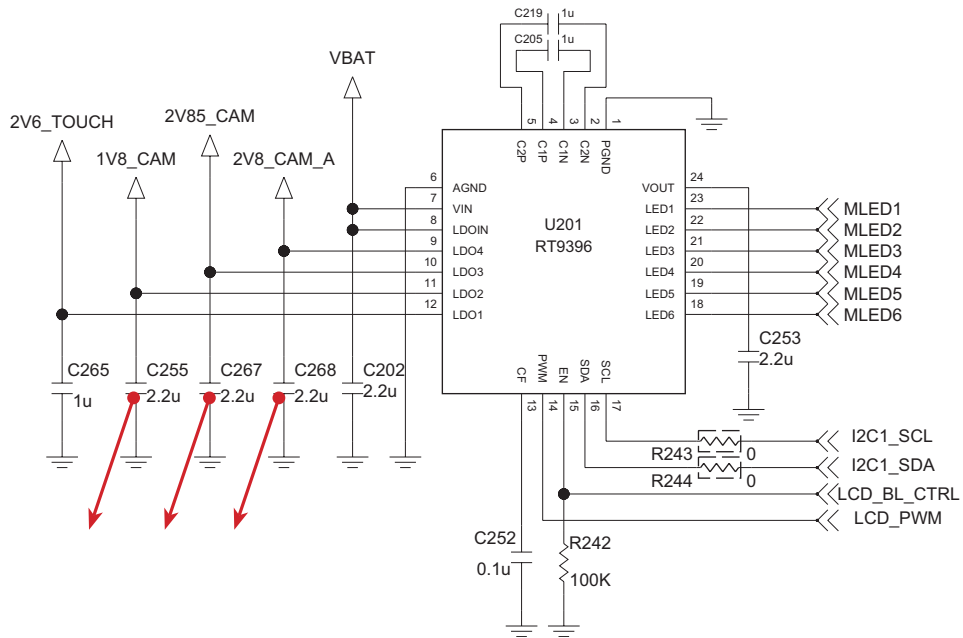 C219 1u
C205 1u
VBAT
2V6_TOUCH
2V85_CAM
1V8_CAM
2V8_CAM_A
5 4 3 2 1
C2P C1P C1N C2N PGND
6 AGND
7 VIN
8 LDOIN
9 LDO4
10 LDO3
11 LDO2
12 LDO1
U201
RT9396
VOUT 24
LED1 23 MLED1
LED2 22 MLED2
LED3 21 MLED3
LED4 20 MLED4
LED5 19 MLED5
LED6 18 MLED6
CF PWM EN SDA SCL
13 14 15 16 17
C265
1u
C255
2.2u
C267
2.2u
C268
2.2u
C202
2.2u
C253
2.2u
R243 0 I2C1_SCL
R244 0 I2C1_SDA
LCD_BL_CTRL
LCD_PWM
C252
0.1u
R242
100K